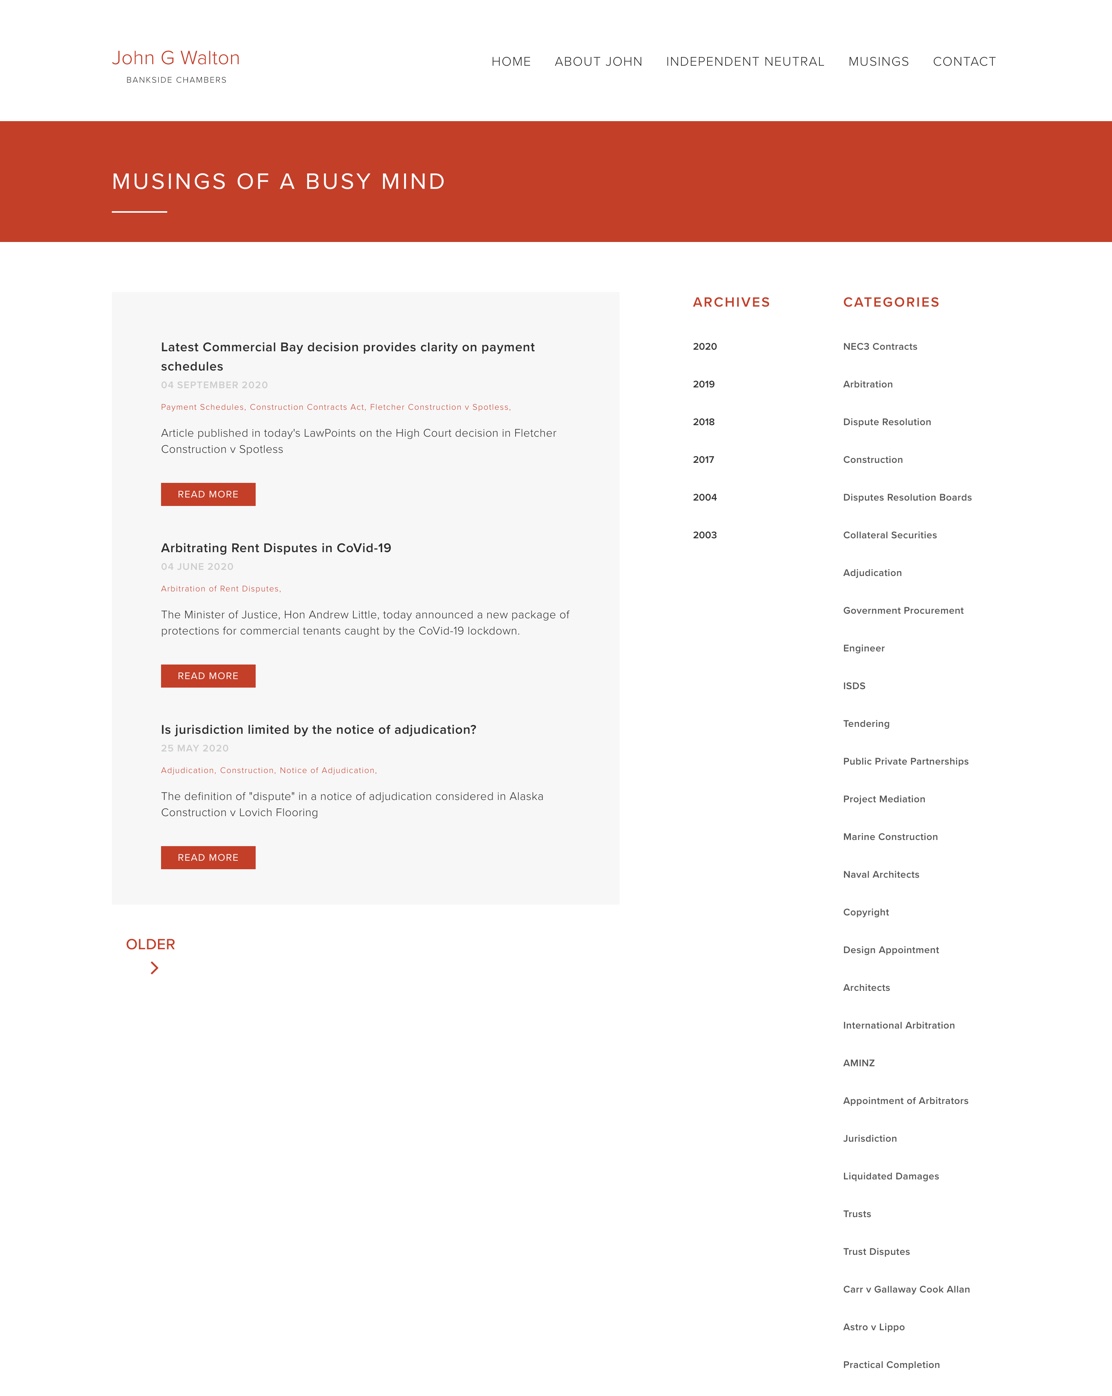 John G Walton
BANKSIDE CHAMBERS
HOME
ABOUT JOHN
INDEPENDENT NEUTRAL
MUSINGS
CONTACT
MUSINGS OF A BUSY MIND
Latest Commercial Bay decision provides clarity on payment
schedules
04 SEPTEMBER 2020
Payment Schedules, Construction Contracts Act, Fletcher Construction v Spotless,
Article published in today's LawPoints on the High Court decision in Fletcher
Construction v Spotless
READ MORE
Arbitrating Rent Disputes in CoVid-19
04 JUNE 2020
Arbitration of Rent Disputes,
The Minister of Justice, Hon Andrew Little, today announced a new package of
protections for commercial tenants caught by the CoVid-19 lockdown.
READ MORE
Is jurisdiction limited by the notice of adjudication?
25 MAY 2020
Adjudication, Construction, Notice of Adjudication,
The definition of "dispute" in a notice of adjudication considered in Alaska
Construction v Lovich Flooring
READ MORE
OLDER
ARCHIVES
2020
2019
2018
2017
2004
2003
CATEGORIES
NEC3 Contracts
Arbitration
Dispute Resolution
Construction
Disputes Resolution Boards
Collateral Securities
Adjudication
Government Procurement
Engineer
ISDS
Tendering
Public Private Partnerships
Project Mediation
Marine Construction
Naval Architects
Copyright
Design Appointment
Architects
International Arbitration
AMINZ
Appointment of Arbitrators
Jurisdiction
Liquidated Damages
Trusts
Trust Disputes
Carr v Gallaway Cook Allan
Astro v Lippo
Practical Completion